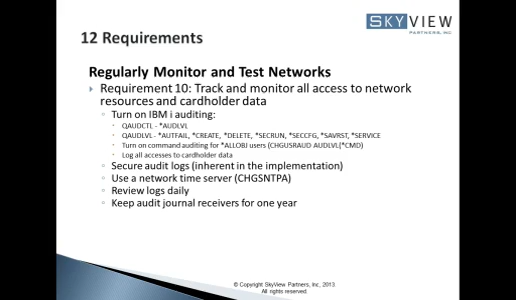 SKYVIEW
PARTNERS, INC
12 Requirements
Regularly Monitor and Test Networks
Requirement 10: Track and monitor all access to network
resources and cardholder data
Turn on IBM i auditing:
QAUDCTL - *AUDLVL
QAUDLVL - *AUTFAIL, *CREATE, *DELETE, *SECRUN, *SECCFG, *SAVRST, *SERVICE
Turn on command auditing for *ALLOBJ users (CHGUSRAUD AUDLVL(*CMD)
Log all accesses to cardholder data
Secure audit logs (inherent in the implementation)
Use a network time server (CHGSNTPA)
Review logs daily
Keep audit journal receivers for one year
© Copyright SkyView Partners, Inc, 2013.
All rights reserved.